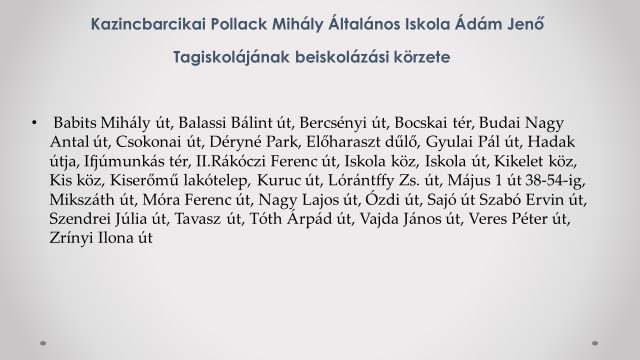 Kazincbarcikai Pollack Mihály Általános Iskola Ádám Jenő
Tagiskolájának beiskolázási körzete
• Babits Mihály út, Balassi Bálint út, Bercsényi út, Bocskai tér, Budai Nagy
Antal út, Csokonai út, Déryné Park, Előharaszt dűlő, Gyulai Pál út, Hadak
útja, Ifjúmunkás tér, II.Rákóczi Ferenc út, Iskola köz, Iskola út, Kikelet köz,
Kis köz, Kiserőmű lakótelep, Kuruc út, Lórántffy Zs. út, Május 1 út 38-54-ig,
Mikszáth út, Móra Ferenc út, Nagy Lajos út, Ózdi út, Sajó út Szabó Ervin út,
Szendrei Júlia út, Tavasz út, Tóth Árpád út, Vajda János út, Veres Péter út,
Zrínyi Ilona út